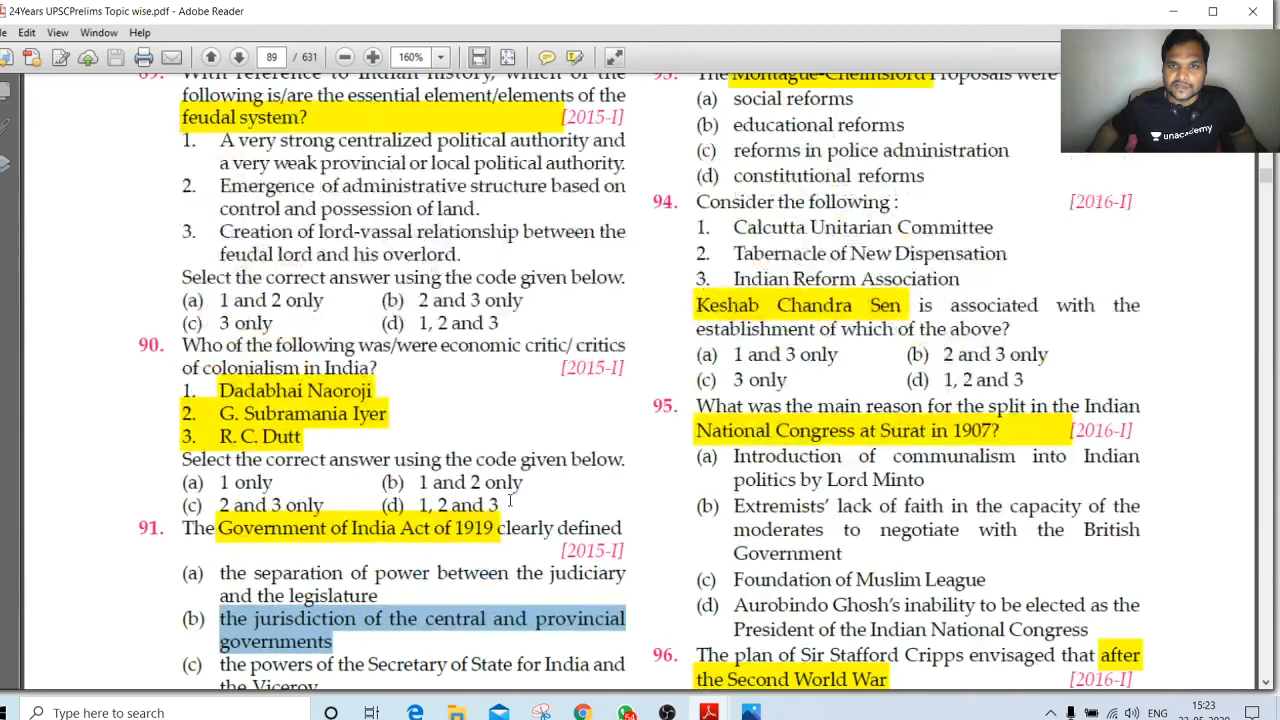 24Years UPSCPrelims Topic wise.pdf - Adobe Reader
Edit View Window Help
89 / 631 160%
With reference to Indian history, which of the
following is/are the essential element/elements of the
feudal system? [2015-I]
1. A very strong centralized political authority and
a very weak provincial or local political authority.
2. Emergence of administrative structure based on
control and possession of land.
3. Creation of lord-vassal relationship between the
feudal lord and his overlord.
Select the correct answer using the code given below.
(a) 1 and 2 only (b) 2 and 3 only
(c) 3 only (d) 1, 2 and 3
90. Who of the following was/were economic critic/ critics
of colonialism in India? [2015-I]
1. Dadabhai Naoroji
2. G. Subramania Iyer
3. R. C. Dutt
Select the correct answer using the code given below.
(a) 1 only (b) 1 and 2 only
(c) 2 and 3 only (d) 1, 2 and 3
91. The Government of India Act of 1919 clearly defined
[2015-I]
(a) the separation of power between the judiciary
and the legislature
(b) the jurisdiction of the central and provincial
governments
(c) the powers of the Secretary of State for India and
the Viceroy
The Montague-Chelmsford Proposals were
(a) social reforms
(b) educational reforms
(c) reforms in police administration
(d) constitutional reforms
94. Consider the following : [2016-I]
1. Calcutta Unitarian Committee
2. Tabernacle of New Dispensation
3. Indian Reform Association
Keshab Chandra Sen is associated with the
establishment of which of the above?
(a) 1 and 3 only (b) 2 and 3 only
(c) 3 only (d) 1, 2 and 3
95. What was the main reason for the split in the Indian
National Congress at Surat in 1907? [2016-I]
(a) Introduction of communalism into Indian
politics by Lord Minto
(b) Extremists' lack of faith in the capacity of the
moderates to negotiate with the British
Government
(c) Foundation of Muslim League
(d) Aurobindo Ghosh's inability to be elected as the
President of the Indian National Congress
96. The plan of Sir Stafford Cripps envisaged that after
the Second World War [2016-I]
unacademy
Type here to search
ENG
15:23